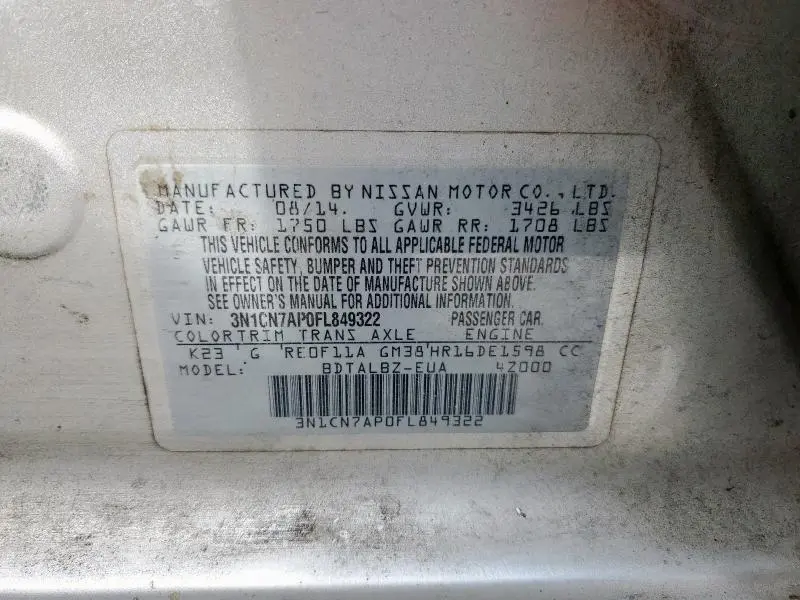 MANUFACTURED BY NISSAN MOTOR CO., LTD.
DATE: 08/14. GVWR: 3426 LBS
GAWR FR: 1750 LBS GAWR RR: 1708 LBS
THIS VEHICLE CONFORMS TO ALL APPLICABLE FEDERAL MOTOR
VEHICLE SAFETY, BUMPER AND THEFT PREVENTION STANDARDS
IN EFFECT ON THE DATE OF MANUFACTURE SHOWN ABOVE.
SEE OWNER'S MANUAL FOR ADDITIONAL INFORMATION.
VIN: 3N1CN7AP0FL849322 PASSENGER CAR.
COLOR TRIM TRANS AXLE ENGINE
K23 G RE0F11A GM38 HR16DE1598 CC
MODEL: BDTALBZ-EUA 4Z000
3N1CN7AP0FL849322